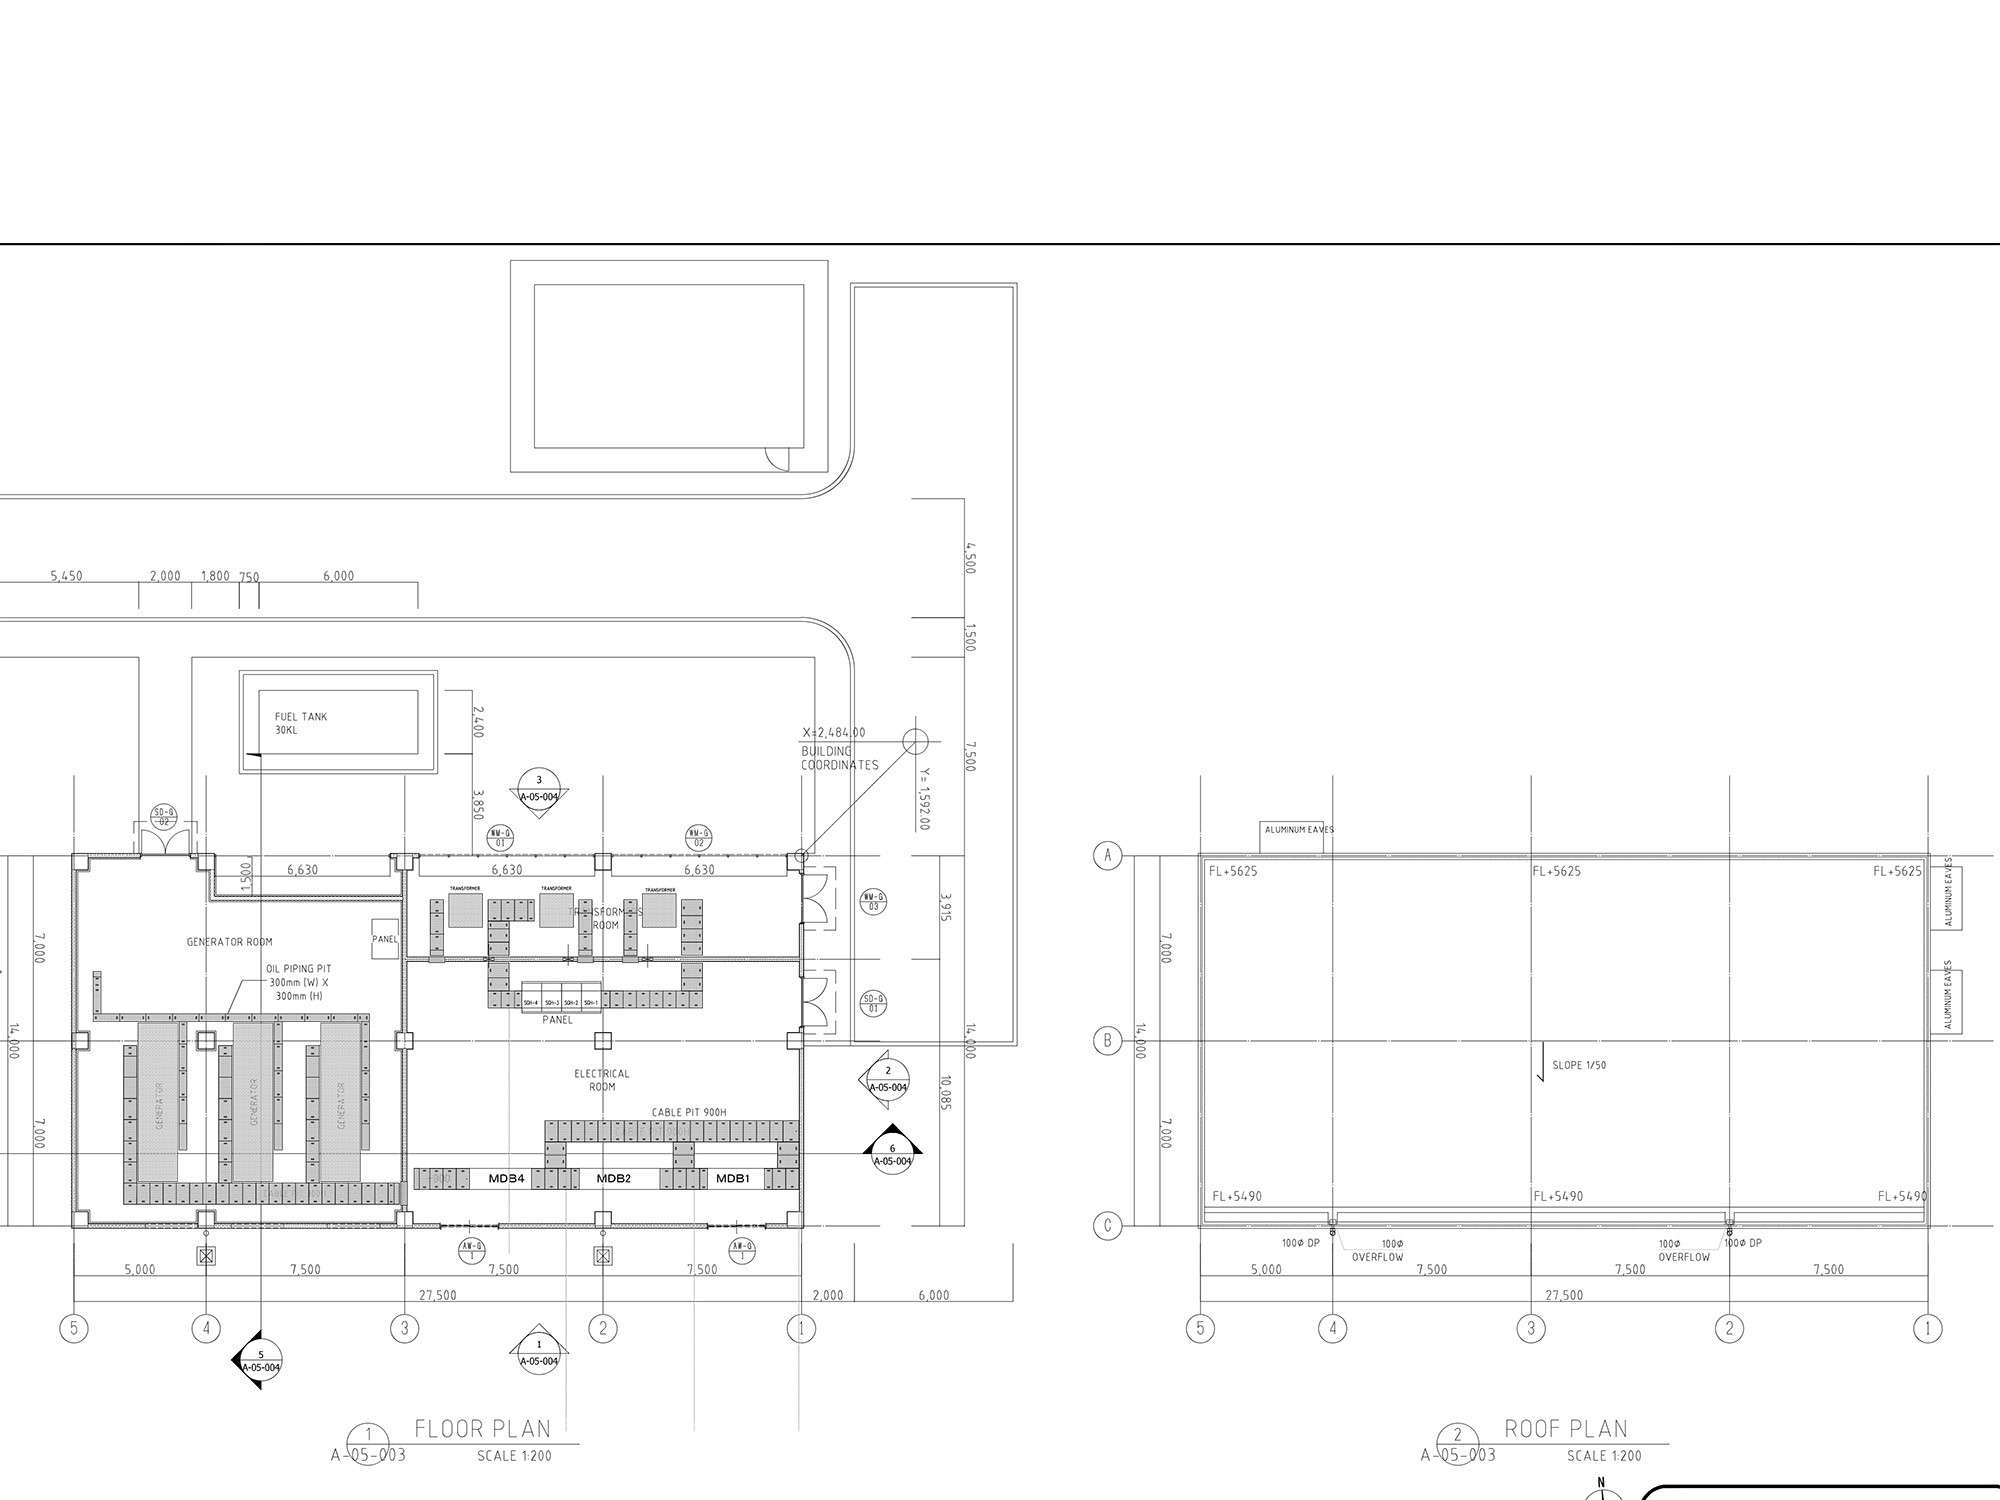 5,450 2,000 1,800 750 6,000
4,500
1,500
7,500
FUEL TANK
30KL
2,400
3,850
X=2,484.00
BUILDING
COORDINATES
Y= 1,592.00
3
A-05-004
SD-G
02
WM-G
01
WM-G
02
6,630 6,630 6,630
1,500
TRANSFORMER TRANSFORMER TRANSFORMER
TRANSFORMERS
ROOM
WM-G
03
3,915
PANEL
GENERATOR ROOM
7,000
OIL PIPING PIT
300mm (W) X
300mm (H)
SQH-4 SQH-3 SQH-2 SQH-1
PANEL
SD-G
01
14,000
14,000
ELECTRICAL
ROOM
2
A-05-004
10,085
GENERATOR GENERATOR GENERATOR
7,000
CABLE PIT 900H
CABLE PIT 900H
6
A-05-004
MDB4 MDB2 MDB1
AW-G
1
AW-G
1
5,000 7,500 7,500 7,500
27,500 2,000 6,000
5 4 3 2 1
5
A-05-004
1
A-05-004
1 FLOOR PLAN
A-05-003 SCALE 1:200
ALUMINUM EAVES
A
FL+5625 FL+5625 FL+5625
ALUMINUM EAVES
7,000
ALUMINUM EAVES
B
14,000
SLOPE 1/50
7,000
FL+5490 FL+5490 FL+5490
C
100Ø DP 100Ø
OVERFLOW
100Ø
OVERFLOW
100Ø DP
5,000 7,500 7,500 7,500
27,500
5 4 3 2 1
2 ROOF PLAN
A-05-003 SCALE 1:200
N